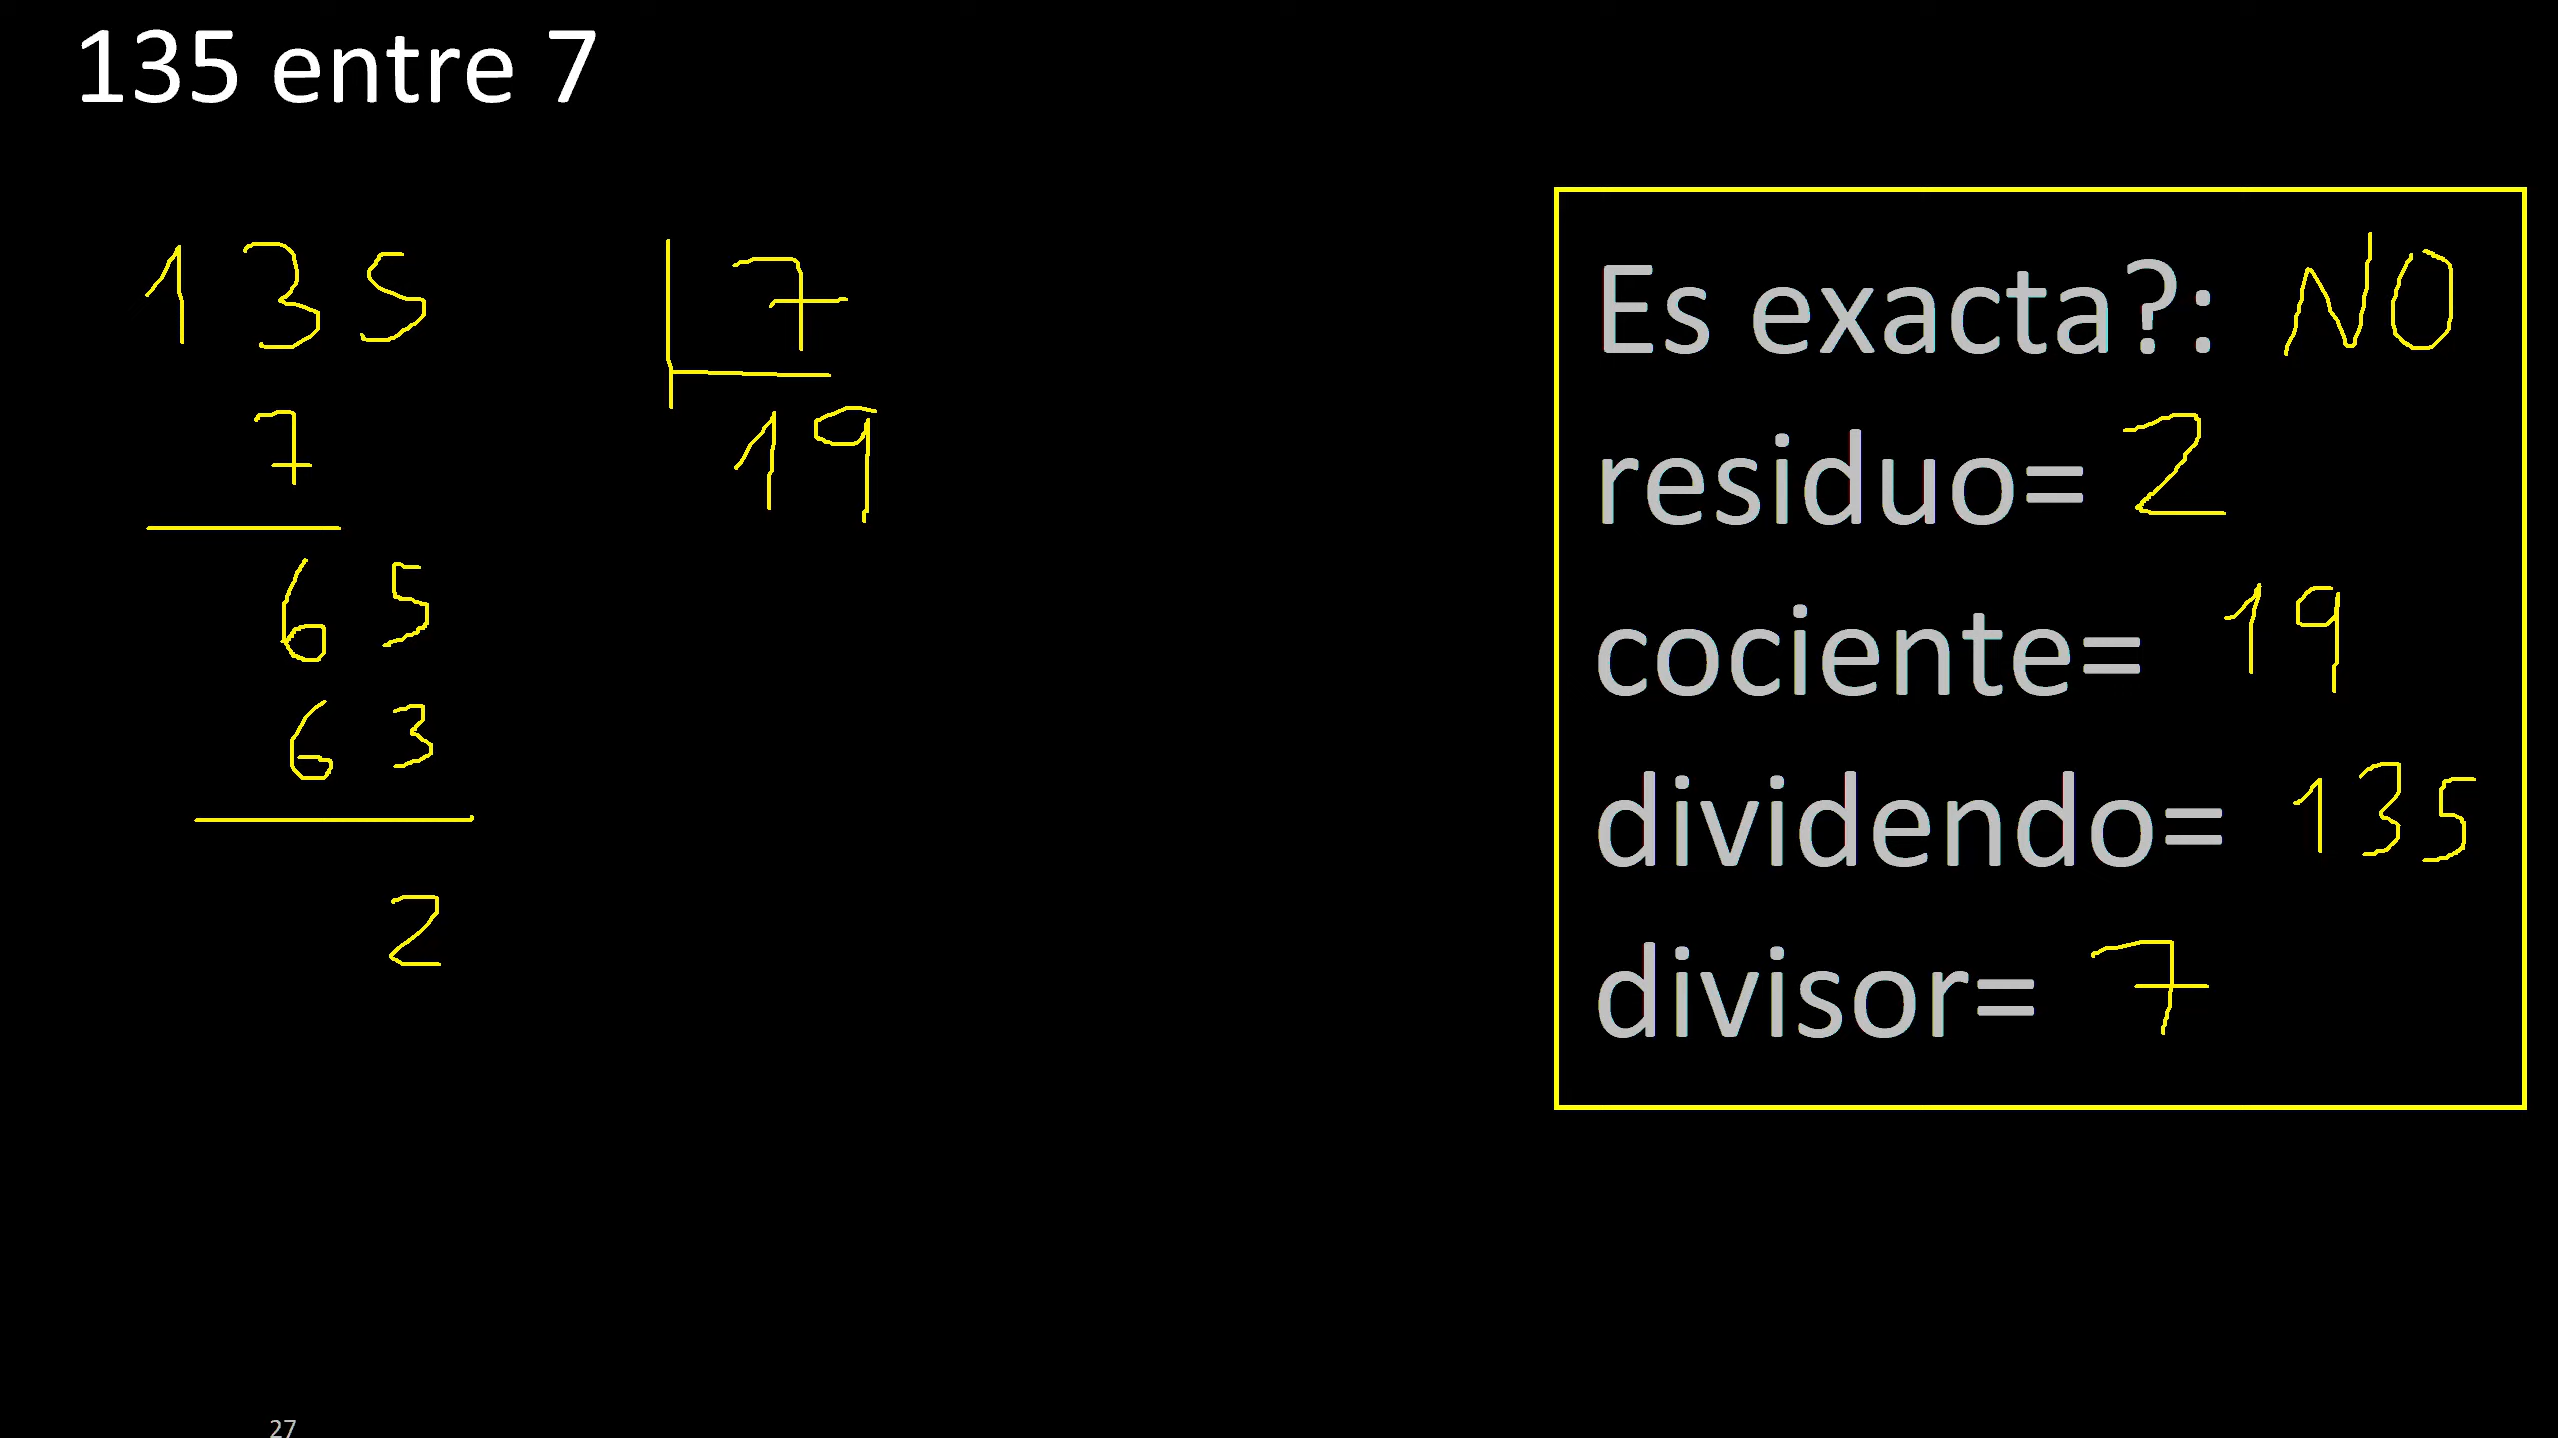 135 entre 7
135 7
7 19
65
63
2
Es exacta?: NO
residuo= 2
cociente= 19
dividendo= 135
divisor= 7
27